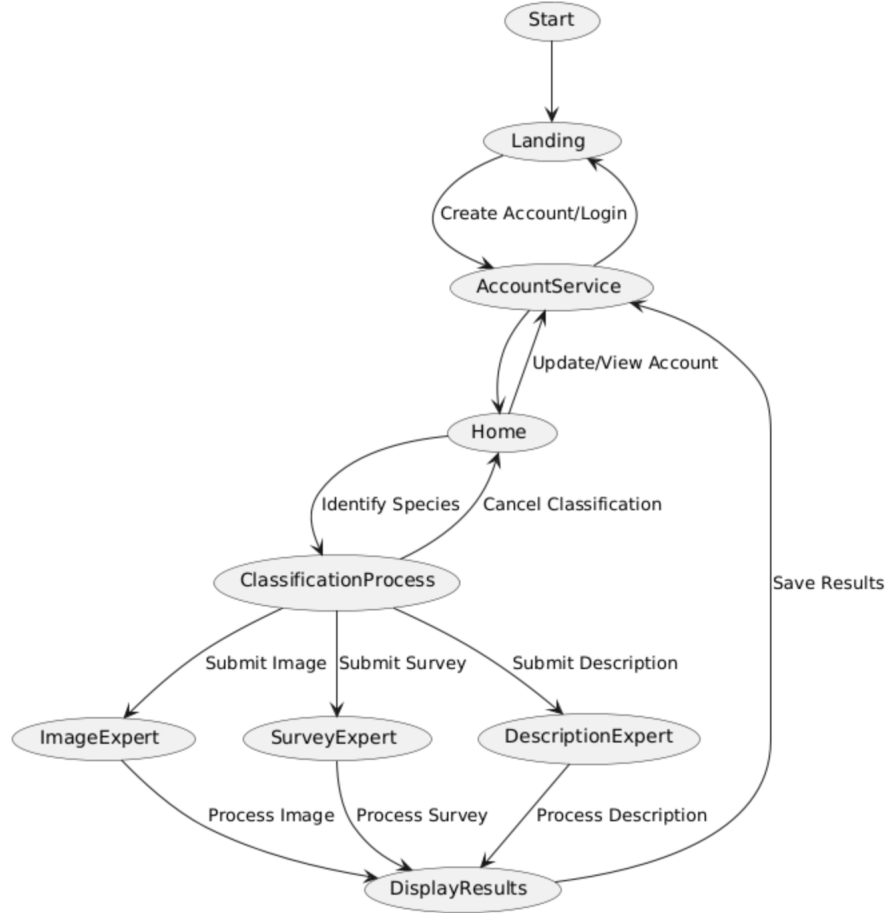 Start
Landing
Create Account/Login
AccountService
Update/View Account
Home
Identify Species
Cancel Classification
ClassificationProcess
Save Results
Submit Image
Submit Survey
Submit Description
ImageExpert
SurveyExpert
DescriptionExpert
Process Image
Process Survey
Process Description
DisplayResults